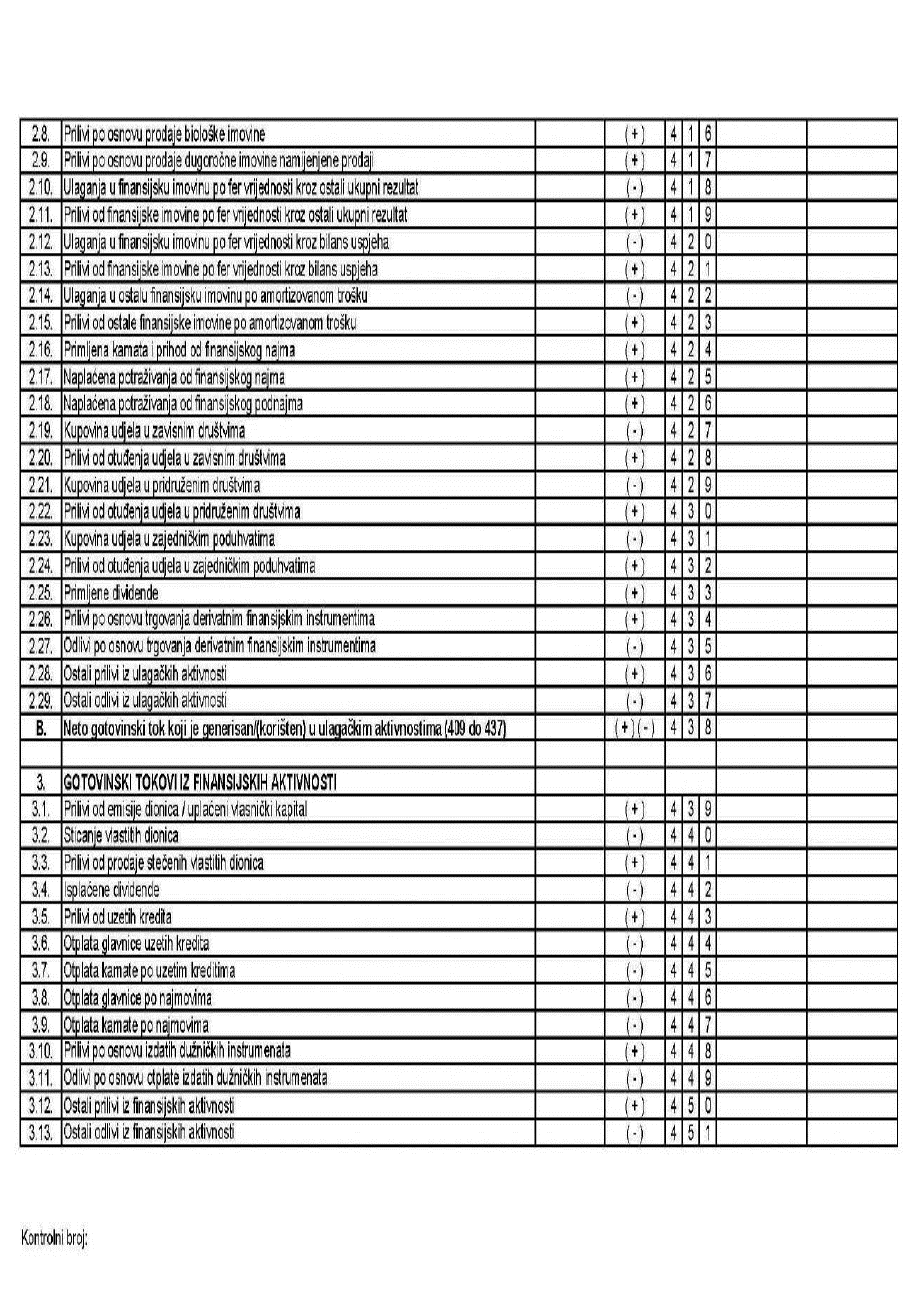 2.8. Prilivi po osnovu prodaje biološke imovine (+) 4 1 6
2.9. Prilivi po osnovu prodaje dugoročne imovine namijenjene prodaji (+) 4 1 7
2.10. Ulaganja u finansijsku imovinu po fer vrijednosti kroz ostali ukupni rezultat (-) 4 1 8
2.11. Prilivi od finansijske imovine po fer vrijednosti kroz ostali ukupni rezultat (+) 4 1 9
2.12. Ulaganja u finansijsku imovinu po fer vrijednosti kroz bilans uspjeha (-) 4 2 0
2.13. Prilivi od finansijske imovine po fer vrijednosti kroz bilans uspjeha (+) 4 2 1
2.14. Ulaganja u ostalu finansijsku imovinu po amortizovanom trošku (-) 4 2 2
2.15. Prilivi od ostale finansijske imovine po amortizovanom trošku (+) 4 2 3
2.16. Primljena kamata i prihod od finansijskog najma (+) 4 2 4
2.17. Naplaćena potraživanja od finansijskog najma (+) 4 2 5
2.18. Naplaćena potraživanja od finansijskog podnajma (+) 4 2 6
2.19. Kupovina udjela u zavisnim društvima (-) 4 2 7
2.20. Prilivi od otuđenja udjela u zavisnim društvima (+) 4 2 8
2.21. Kupovina udjela u pridruženim društvima (-) 4 2 9
2.22. Prilivi od otuđenja udjela u pridruženim društvima (+) 4 3 0
2.23. Kupovina udjela u zajedničkim poduhvatima (-) 4 3 1
2.24. Prilivi od otuđenja udjela u zajedničkim poduhvatima (+) 4 3 2
2.25. Primljene dividende (+) 4 3 3
2.26. Prilivi po osnovu trgovanja derivatnim finansijskim instrumentima (+) 4 3 4
2.27. Odlivi po osnovu trgovanja derivatnim finansijskim instrumentima (-) 4 3 5
2.28. Ostali prilivi iz ulagačkih aktivnosti (+) 4 3 6
2.29. Ostali odlivi iz ulagačkih aktivnosti (-) 4 3 7
B. Neto gotovinski tok koji je generisan/(korišten) u ulagačkim aktivnostima (409 do 437) (+)(-) 4 3 8
3. GOTOVINSKI TOKOVI IZ FINANSIJSKIH AKTIVNOSTI
3.1. Prilivi od emisije dionica / uplaćeni vlasnički kapital (+) 4 3 9
3.2. Sticanje vlastitih dionica (-) 4 4 0
3.3. Prilivi od prodaje stečenih vlastitih dionica (+) 4 4 1
3.4. Isplaćene dividende (-) 4 4 2
3.5. Prilivi od uzetih kredita (+) 4 4 3
3.6. Otplata glavnice uzetih kredita (-) 4 4 4
3.7. Otplata kamate po uzetim kreditima (-) 4 4 5
3.8. Otplata glavnice po najmovima (-) 4 4 6
3.9. Otplata kamate po najmovima (-) 4 4 7
3.10. Prilivi po osnovu izdatih dužničkih instrumenata (+) 4 4 8
3.11. Odlivi po osnovu otplate izdatih dužničkih instrumenata (-) 4 4 9
3.12. Ostali prilivi iz finansijskih aktivnosti (+) 4 5 0
3.13. Ostali odlivi iz finansijskih aktivnosti (-) 4 5 1
Kontrolni broj: